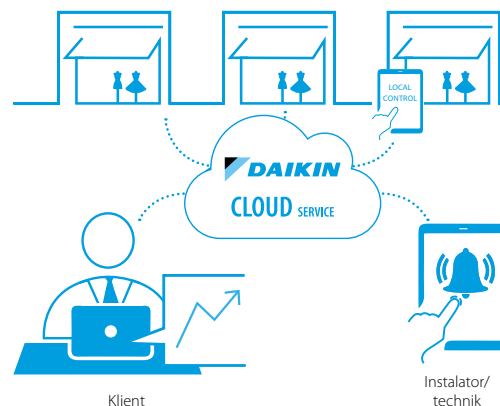 LOCAL
CONTROL
DAIKIN
CLOUD SERVICE
Klient
Instalator/
technik